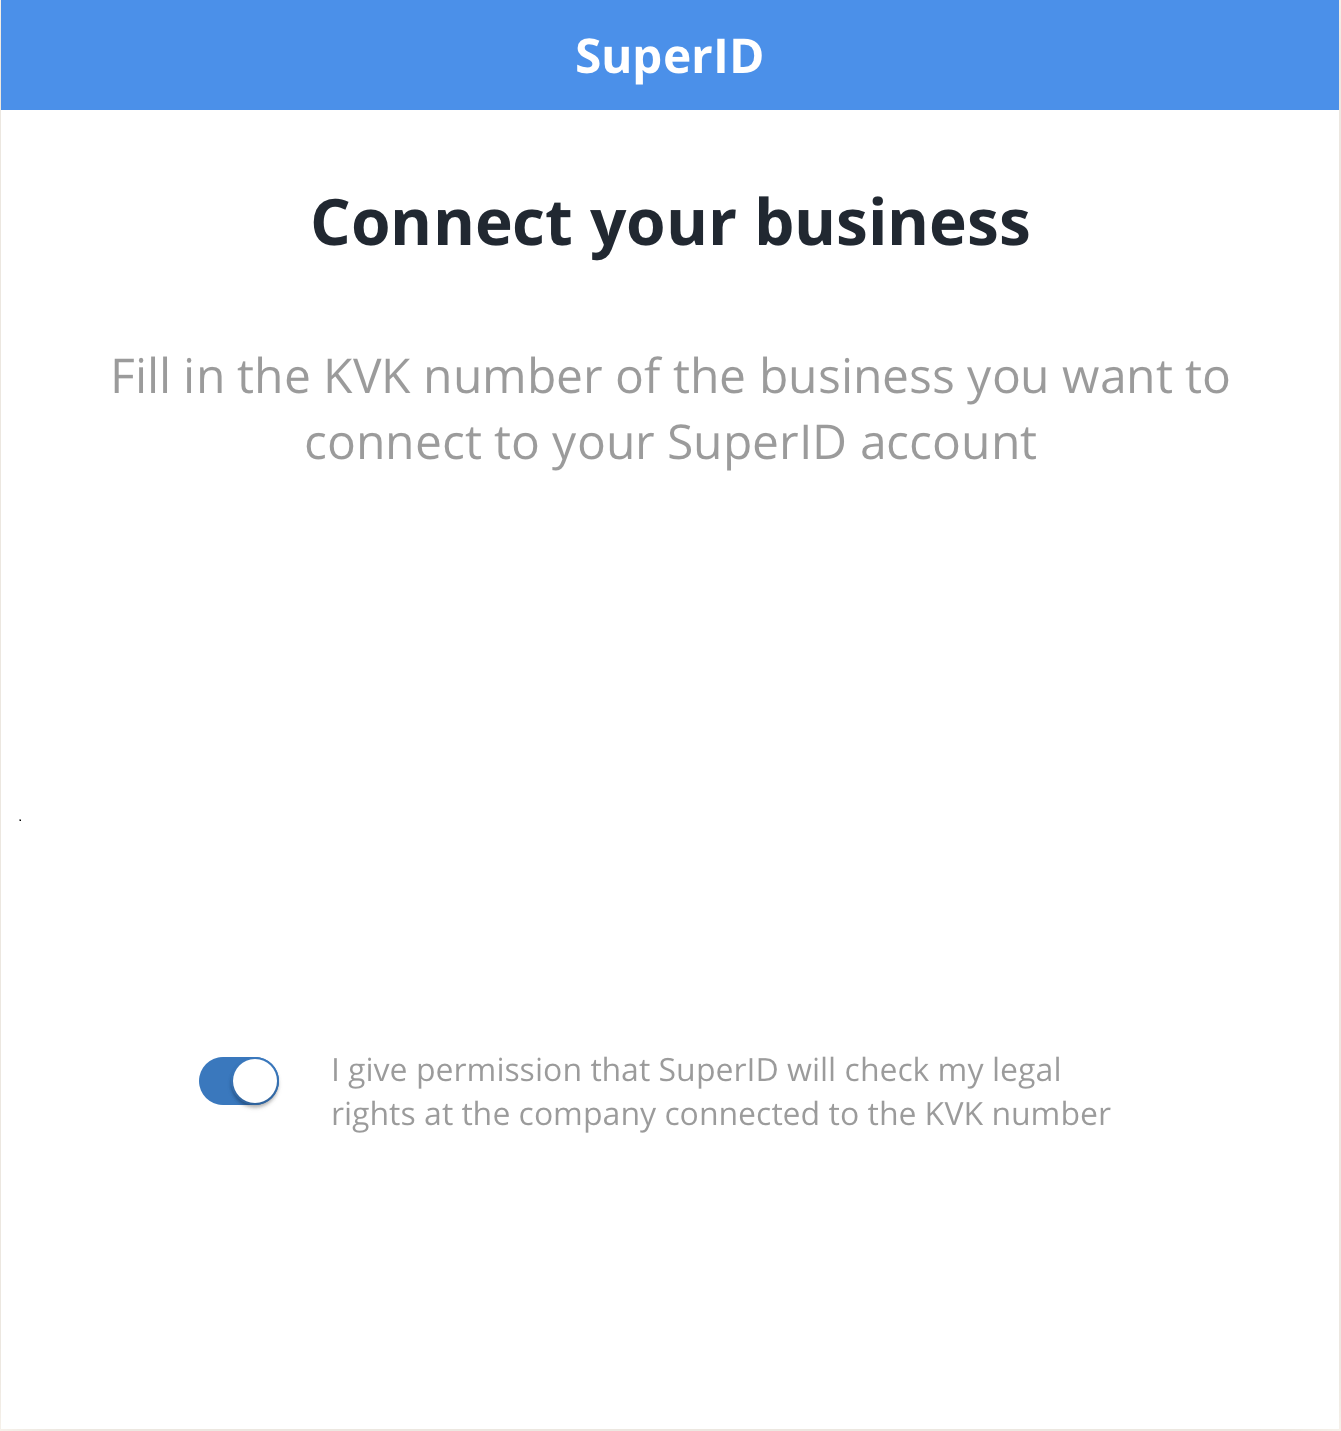 SuperID
Connect your business
Fill in the KVK number of the business you want to
connect to your SuperID account
.
I give permission that SuperID will check my legal
rights at the company connected to the KVK number